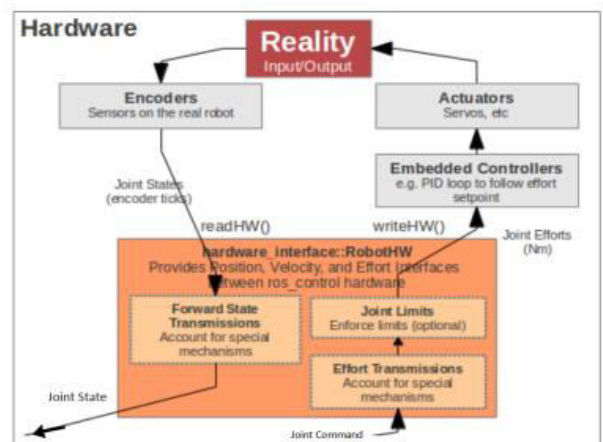 Hardware
Reality
Input/Output
Encoders
Sensors on the real robot
Actuators
Servos, etc
Embedded Controllers
e.g. PID loop to follow effort
setpoint
Joint States
(encoder ticks)
readHW()
writeHW()
Joint Efforts
(Nm)
hardware_interface::RobotHW
Provides Position, Velocity, and Effort Interfaces
between ros_control hardware
Forward State
Transmissions
Account for special
mechanisms
Joint Limits
Enforce limits (optional)
Effort Transmissions
Account for special
mechanisms
Joint State
Joint Command